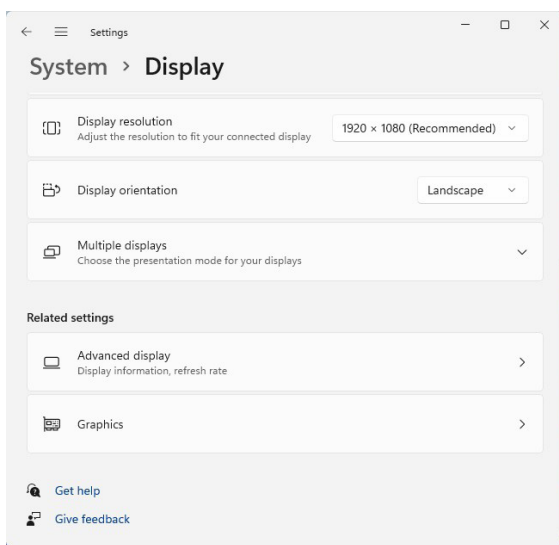 Settings
System > Display
Display resolution
Adjust the resolution to fit your connected display
1920 × 1080 (Recommended)
Display orientation
Landscape
Multiple displays
Choose the presentation mode for your displays
Related settings
Advanced display
Display information, refresh rate
Graphics
Get help
Give feedback